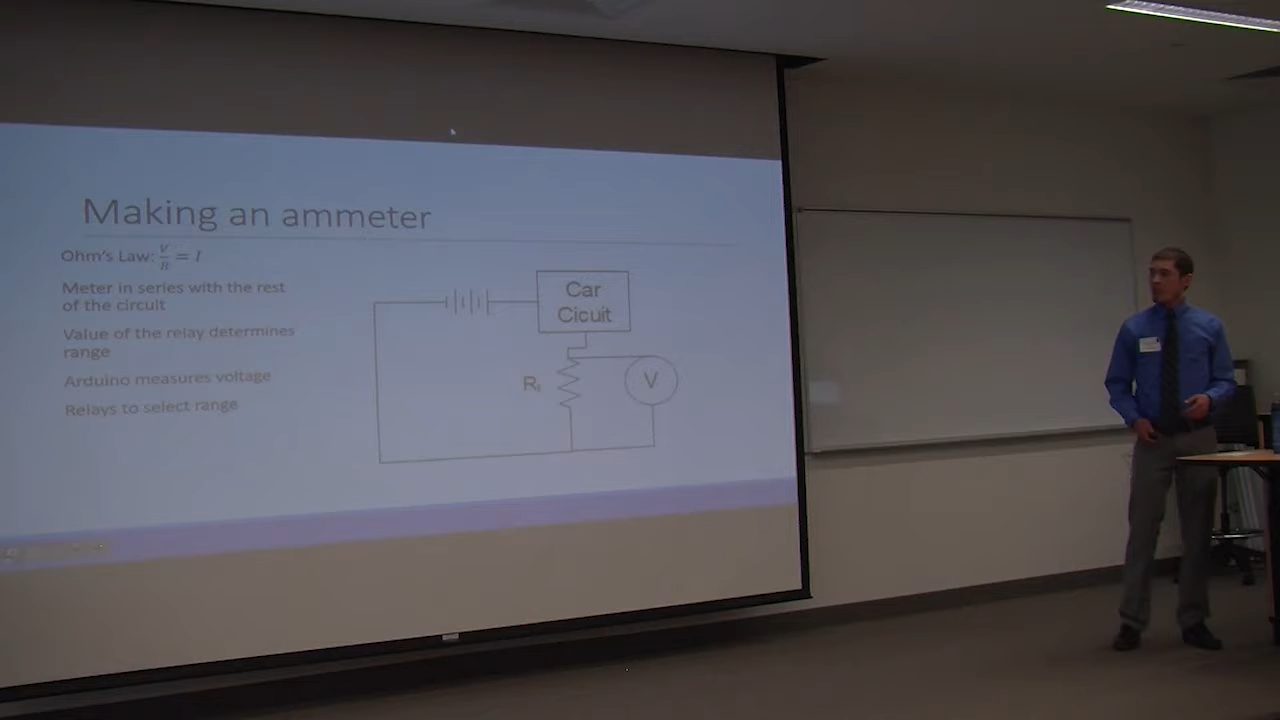 Making an ammeter
Ohm's Law: V/R = I
Meter in series with the rest
of the circuit
Value of the relay determines
range
Arduino measures voltage
Relays to select range
Car
Cicuit
V